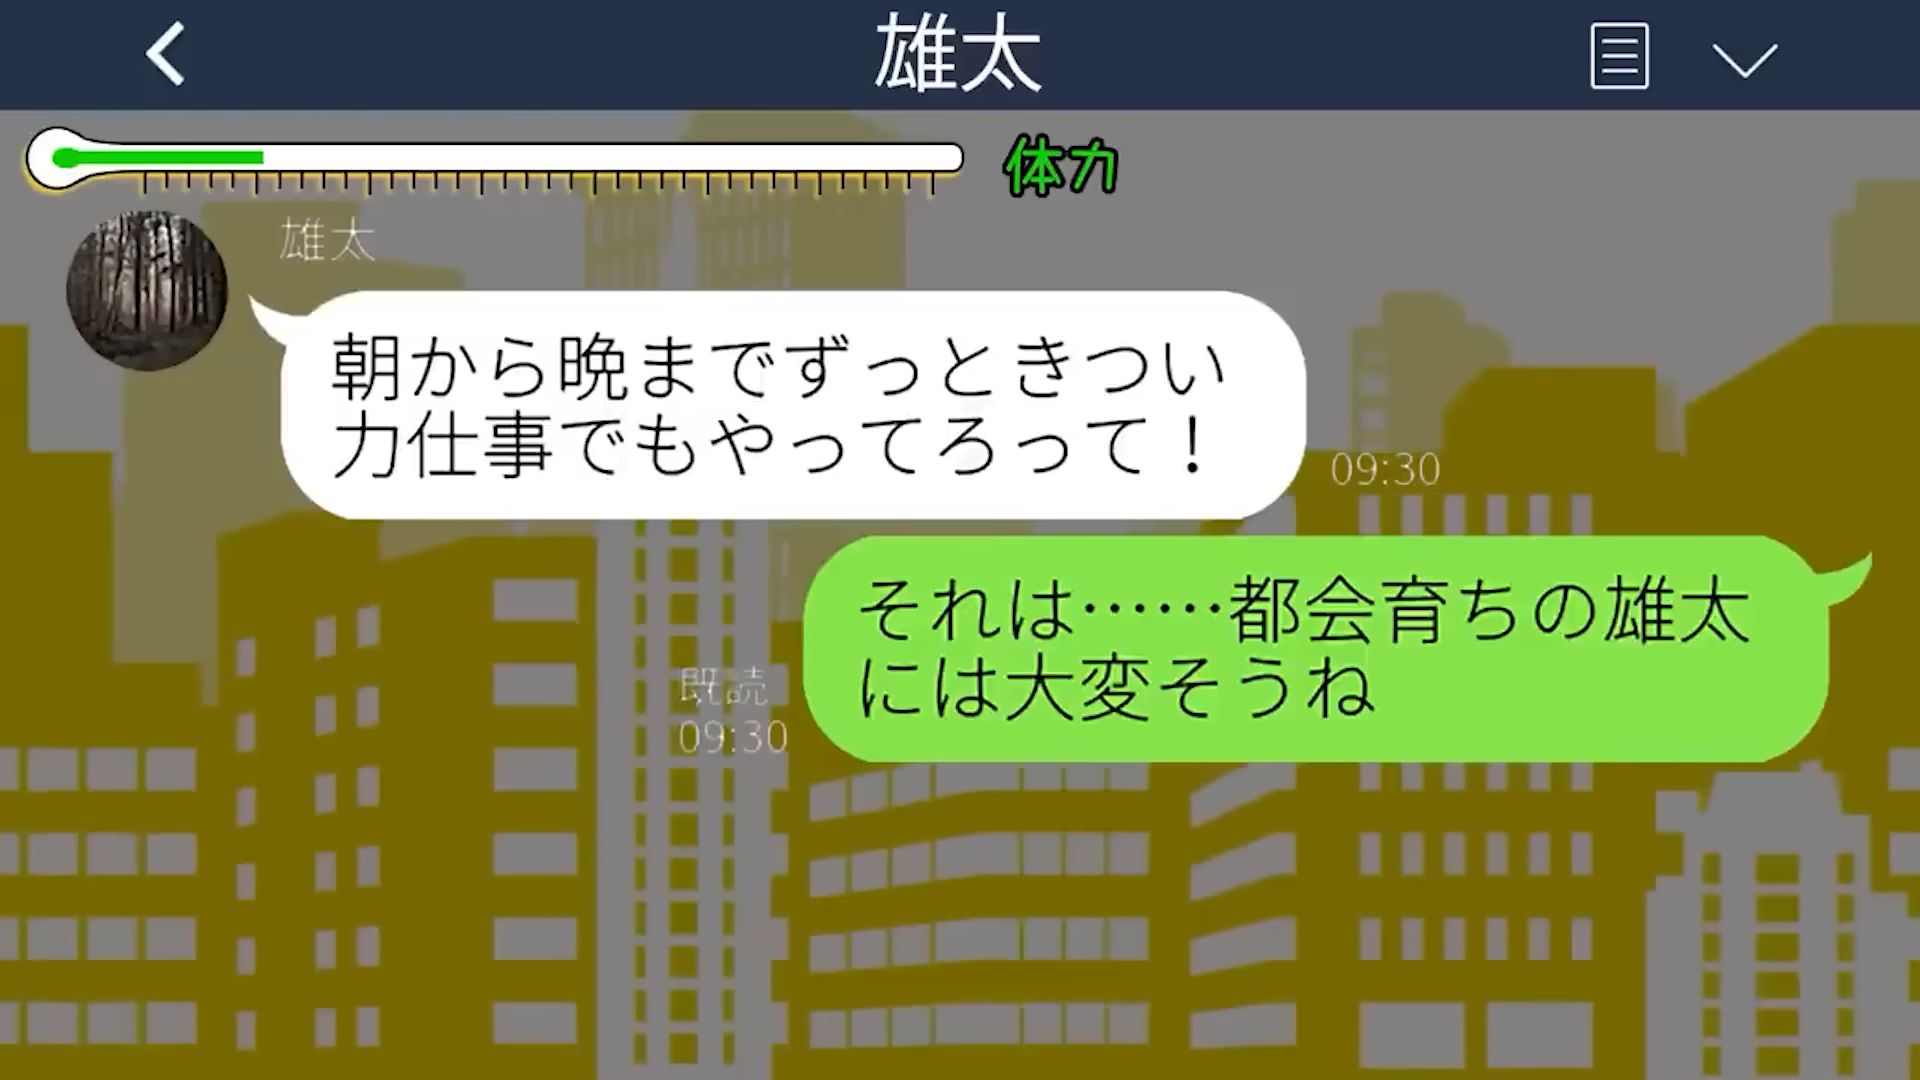 雄太
体力
雄太
朝から晩までずっときつい
力仕事でもやってろって！
09:30
それは……都会育ちの雄太
には大変そうね
既読
09:30